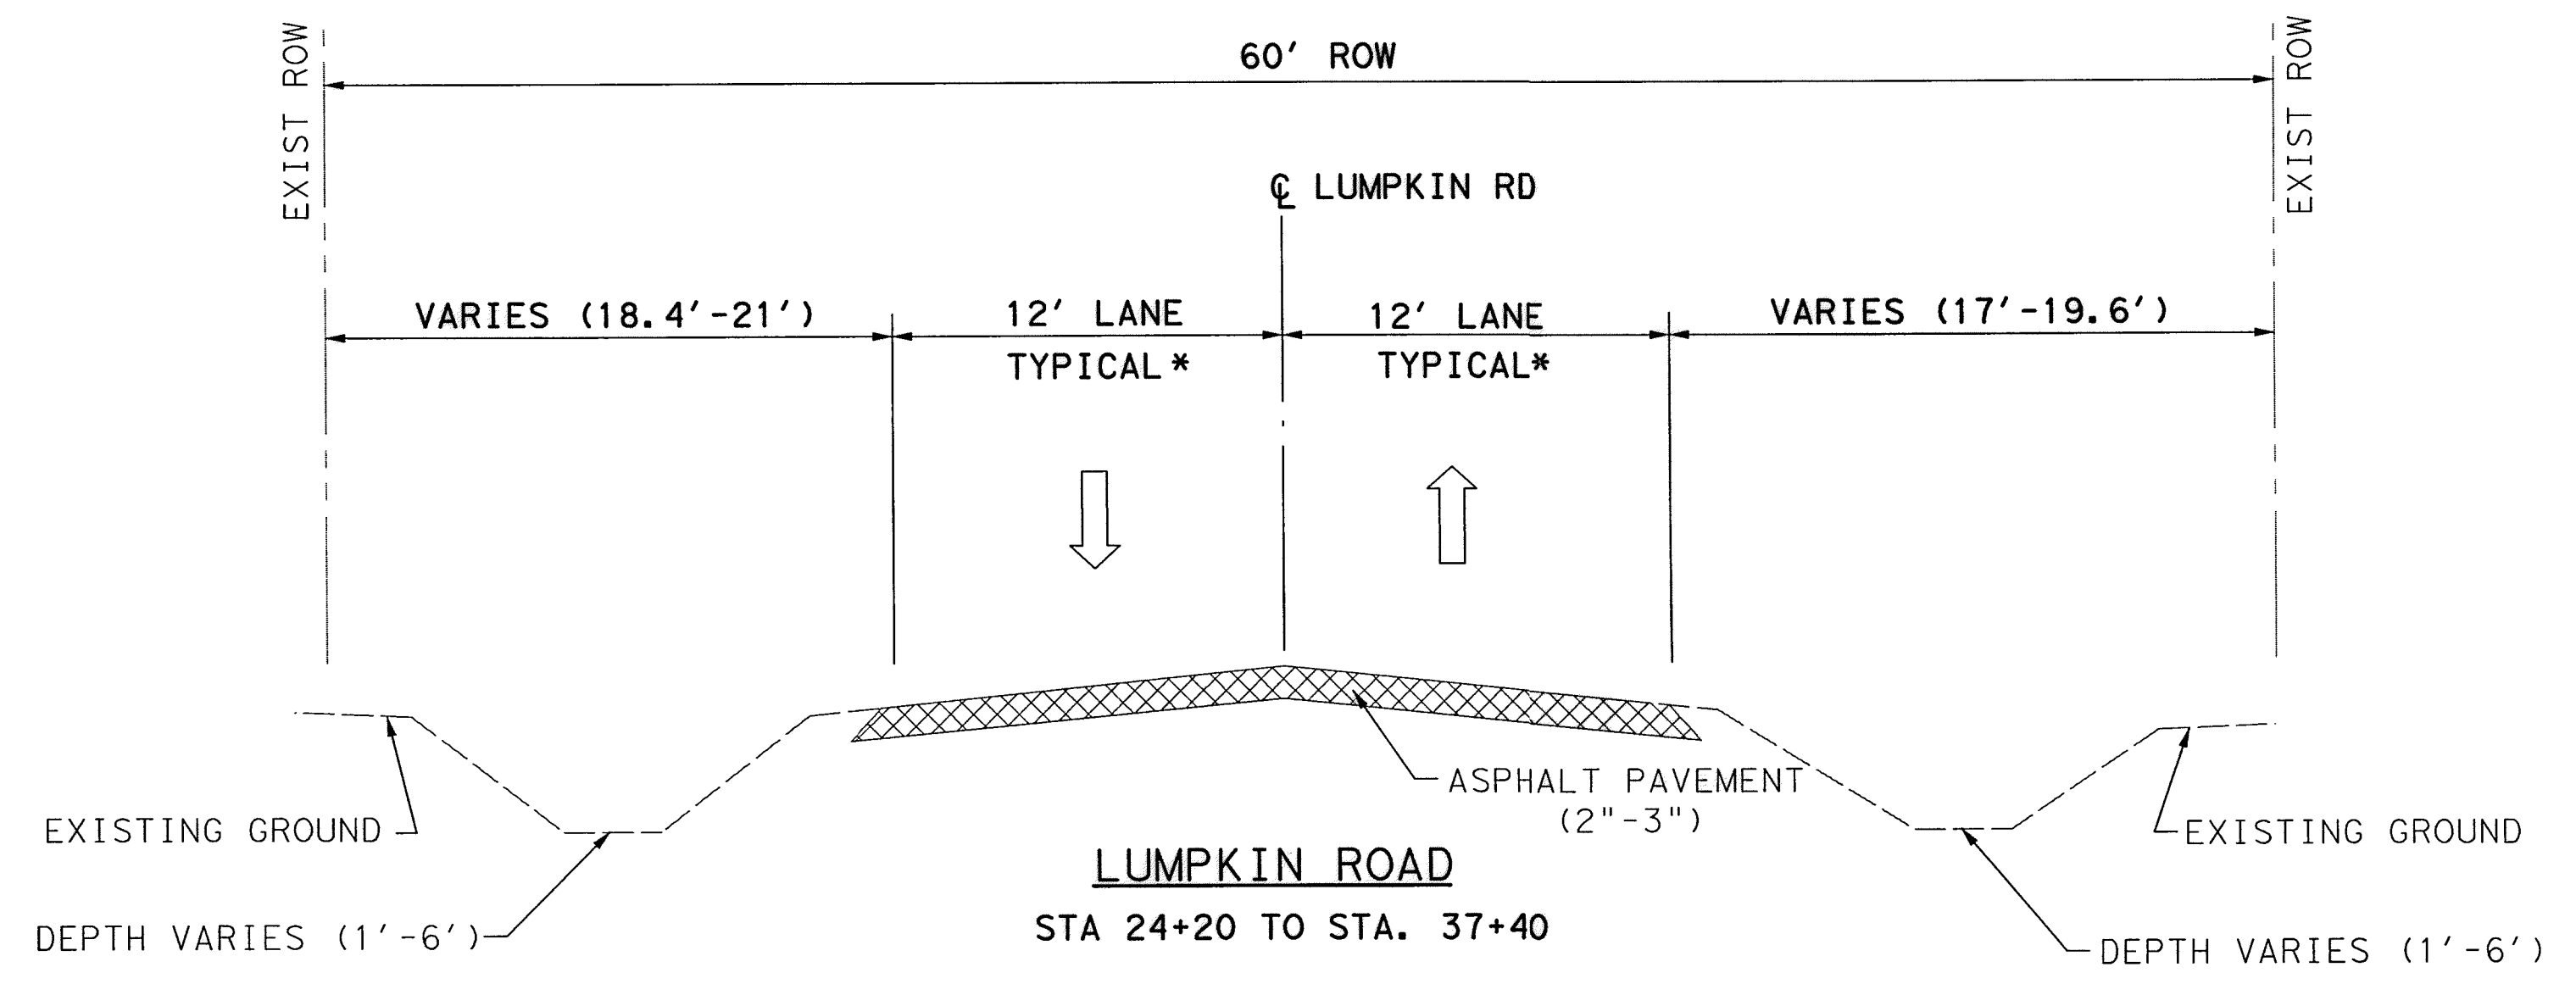 60' ROW
EXIST ROW
EXIST ROW
℄ LUMPKIN RD
VARIES (18.4'-21')
12' LANE
TYPICAL*
12' LANE
TYPICAL*
VARIES (17'-19.6')
ASPHALT PAVEMENT
(2"-3")
EXISTING GROUND
EXISTING GROUND
LUMPKIN ROAD
STA 24+20 TO STA. 37+40
DEPTH VARIES (1'-6')
DEPTH VARIES (1'-6')